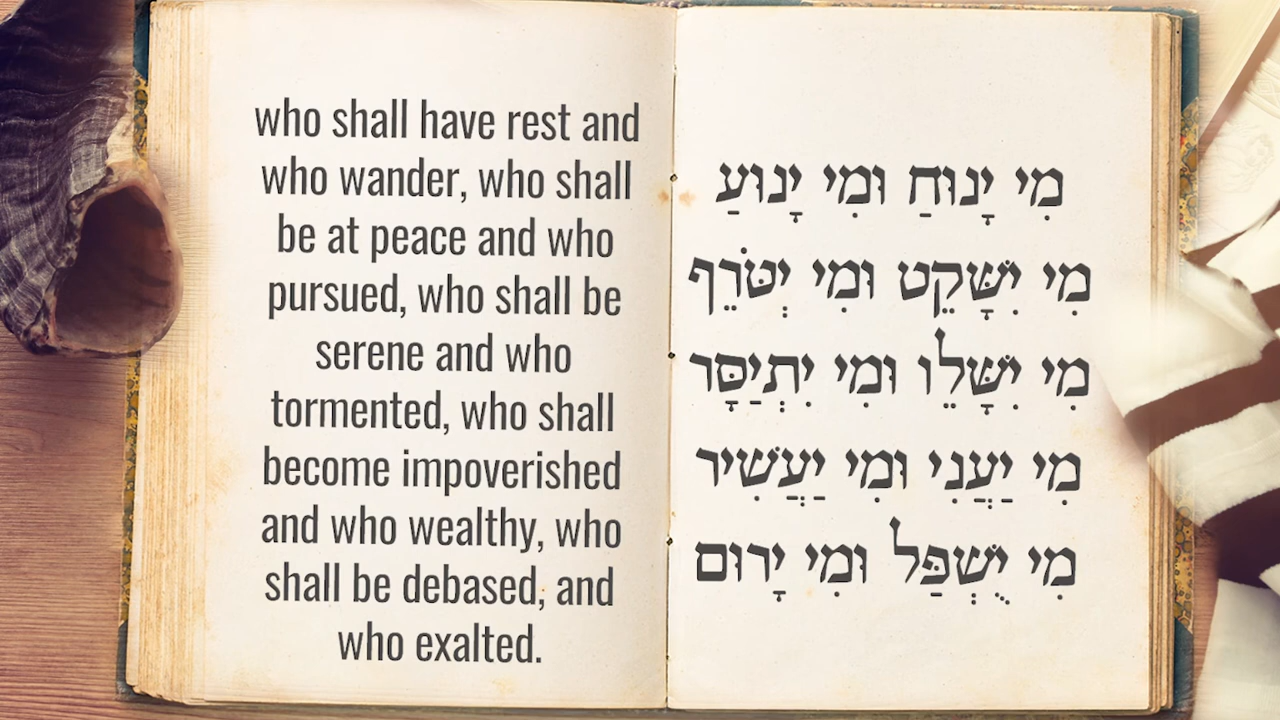 who shall have rest and
who wander, who shall
be at peace and who
pursued, who shall be
serene and who
tormented, who shall
become impoverished
and who wealthy, who
shall be debased, and
who exalted.
מִי יָנוּחַ וּמִי יָנוּעַ
מִי יִשָּׁקֵט וּמִי יְטֹּרֵף
מִי יִשָּׁלֵו וּמִי יִתְיַסָּר
מִי יַעֲנִי וּמִי יַעֲשִׁיר
מִי יֻשְׁפַּל וּמִי יָרוּם